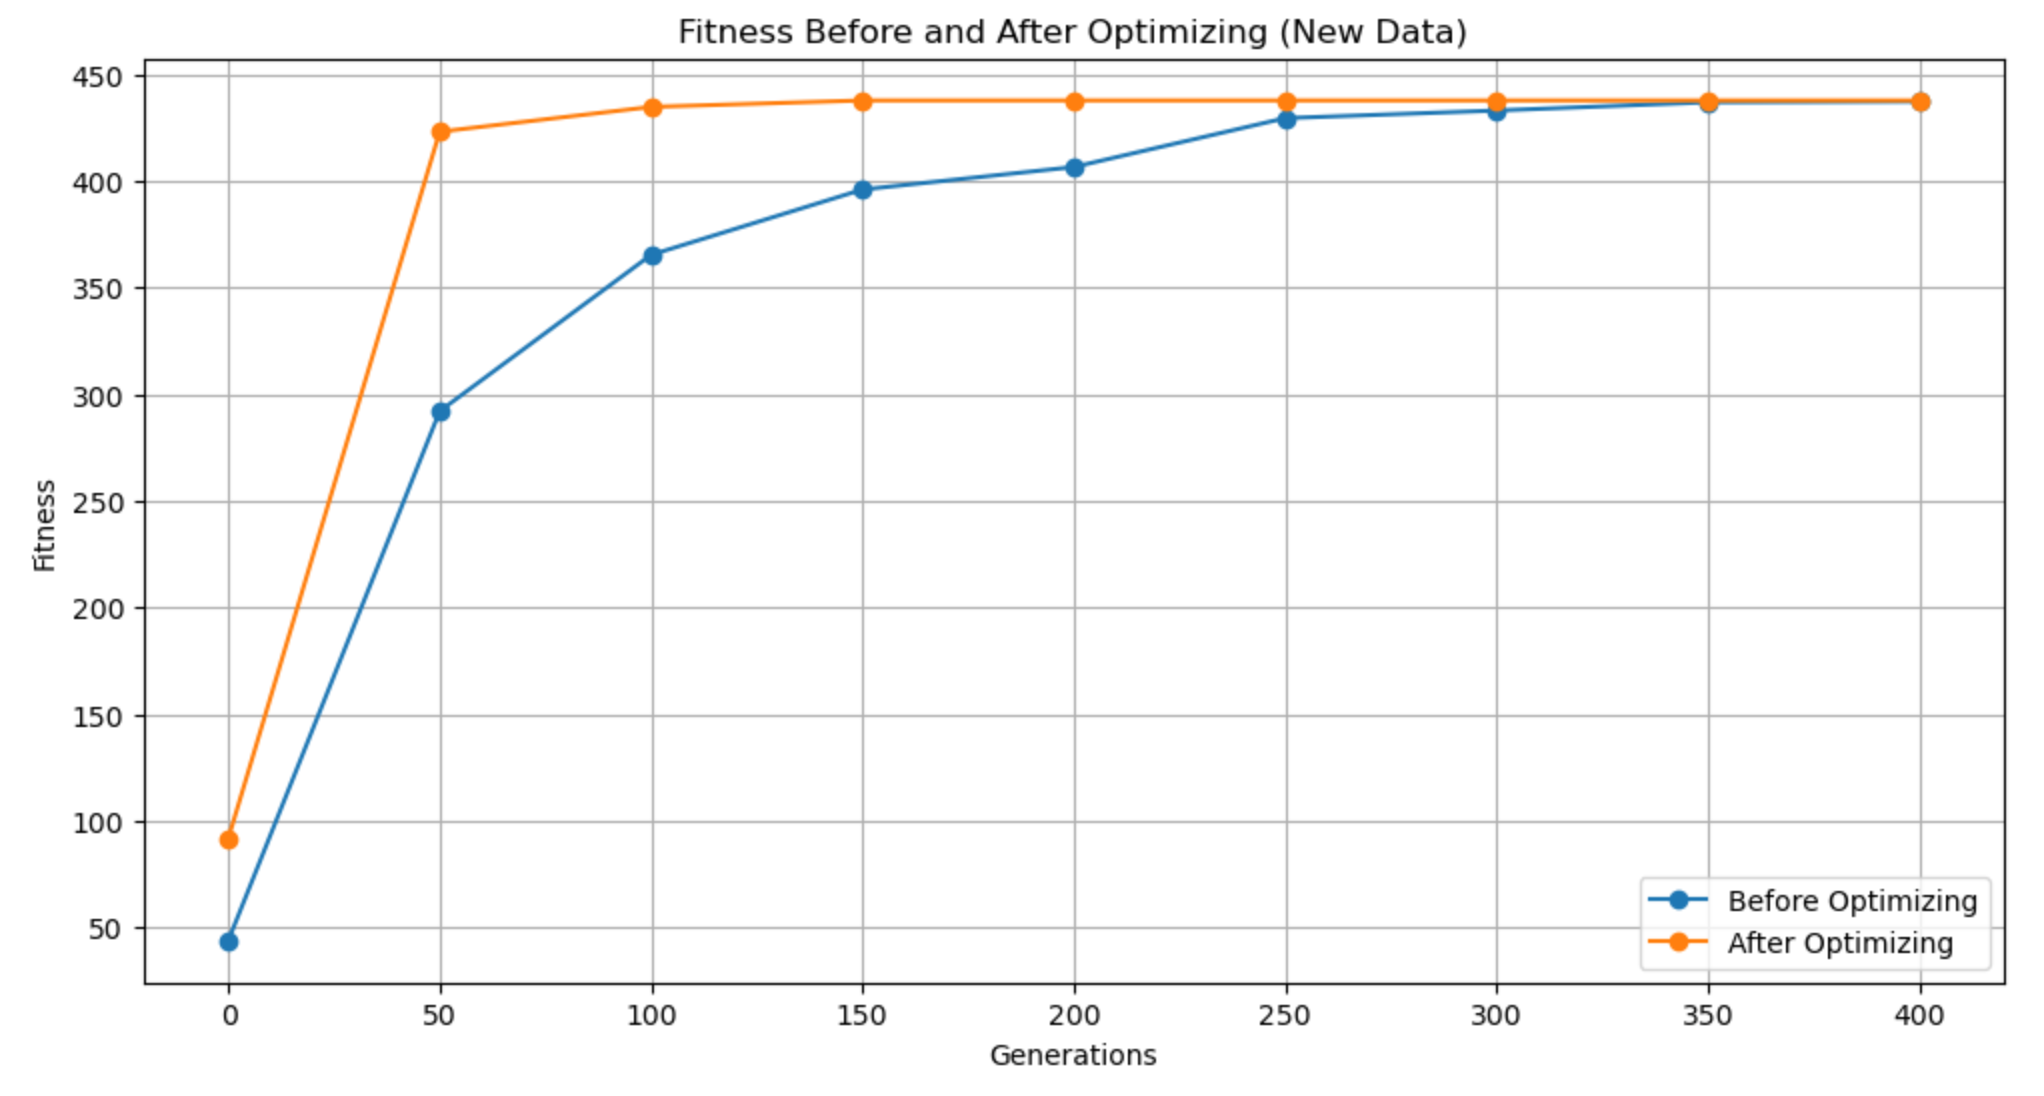 Fitness Before and After Optimizing (New Data)
450
400
350
300
250
200
150
100
50
Fitness
0 50 100 150 200 250 300 350 400
Generations
Before Optimizing
After Optimizing